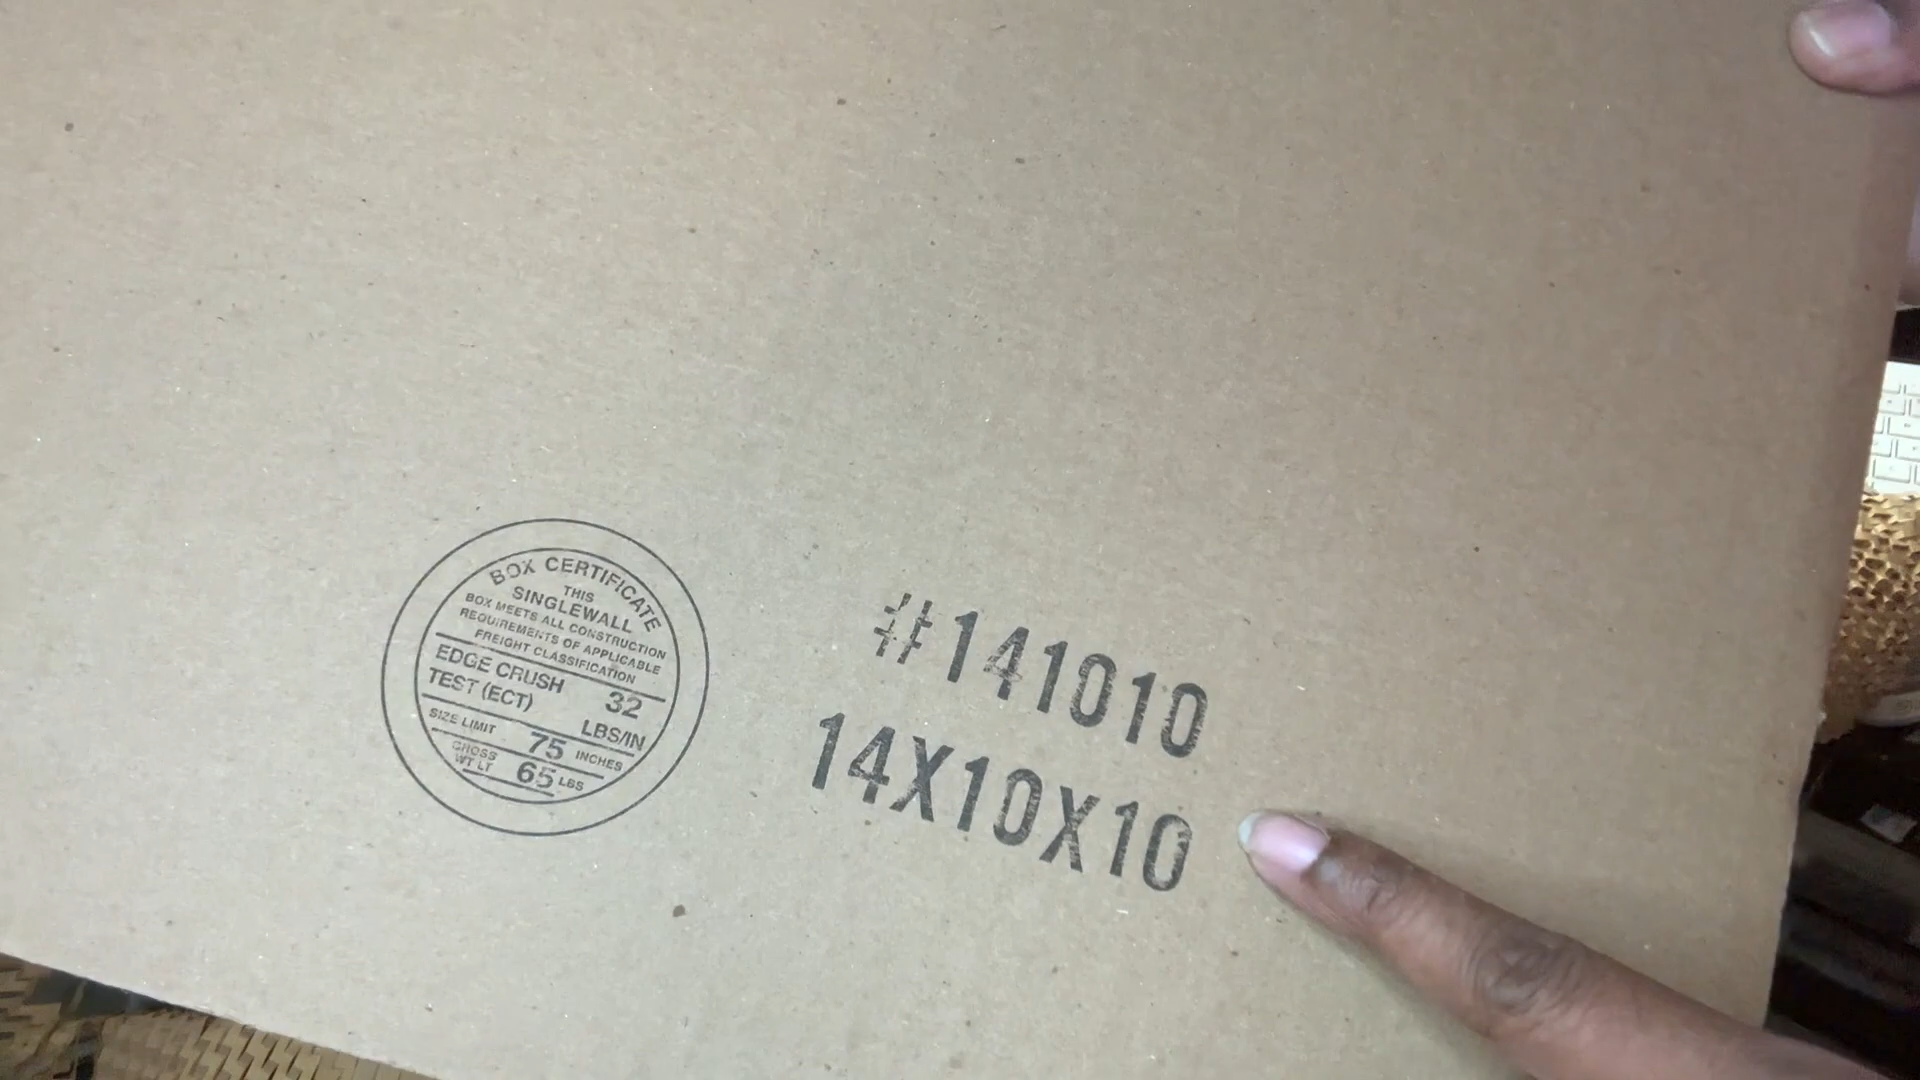 BOX CERTIFICATE
THIS
SINGLEWALL
BOX MEETS ALL CONSTRUCTION
REQUIREMENTS OF APPLICABLE
FREIGHT CLASSIFICATION
EDGE CRUSH
TEST (ECT) 32
LBS/IN
SIZE LIMIT 75 INCHES
GROSS
WT LT 65 LBS
#141010
14X10X10